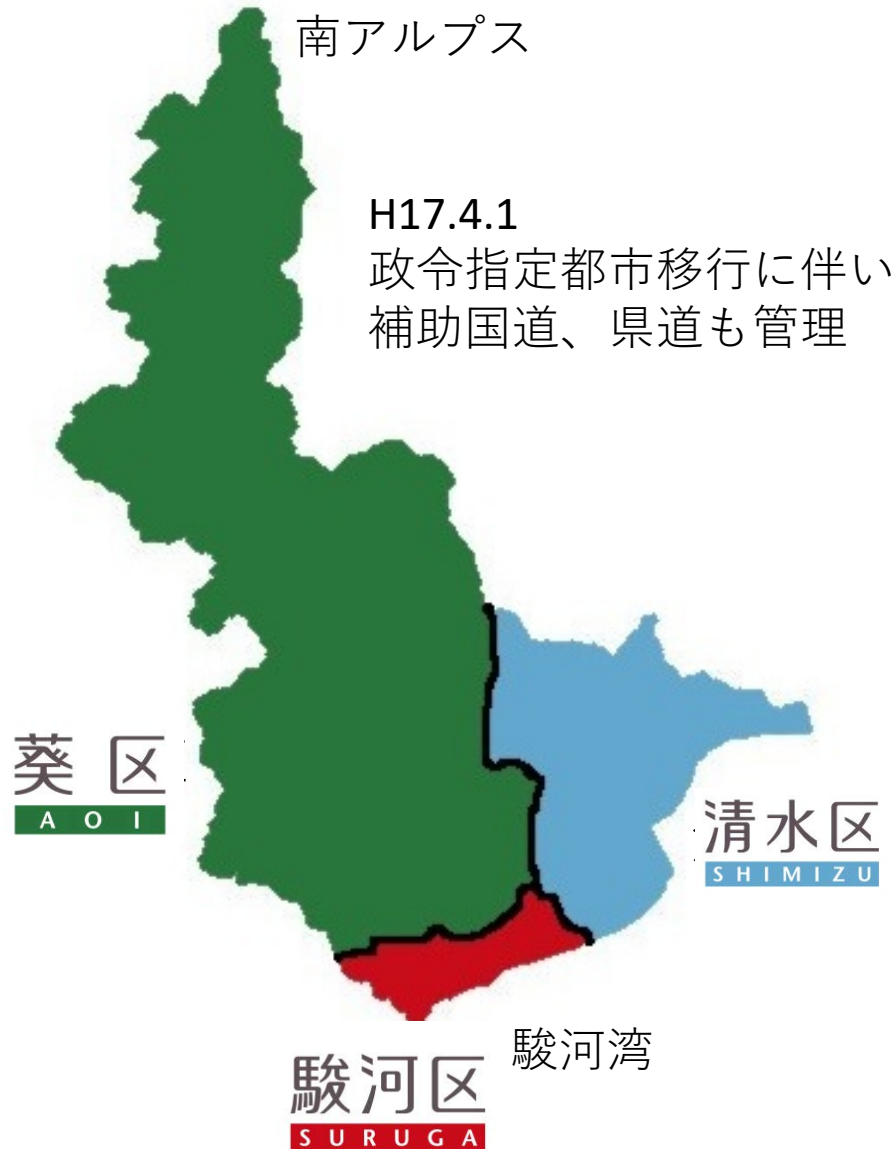 南アルプス
H17.4.1
政令指定都市移行に伴い
補助国道、県道も管理
葵区
AOI
清水区
SHIMIZU
駿河湾
駿河区
SURUGA